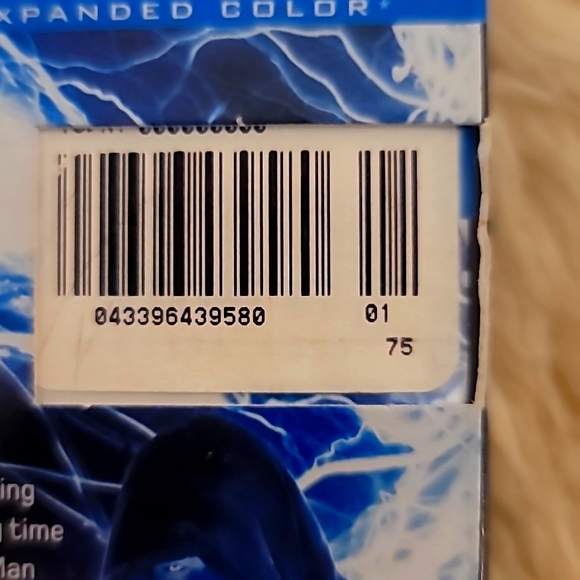 XPANDED COLOR*
043396439580 01
75
ing
time
Man